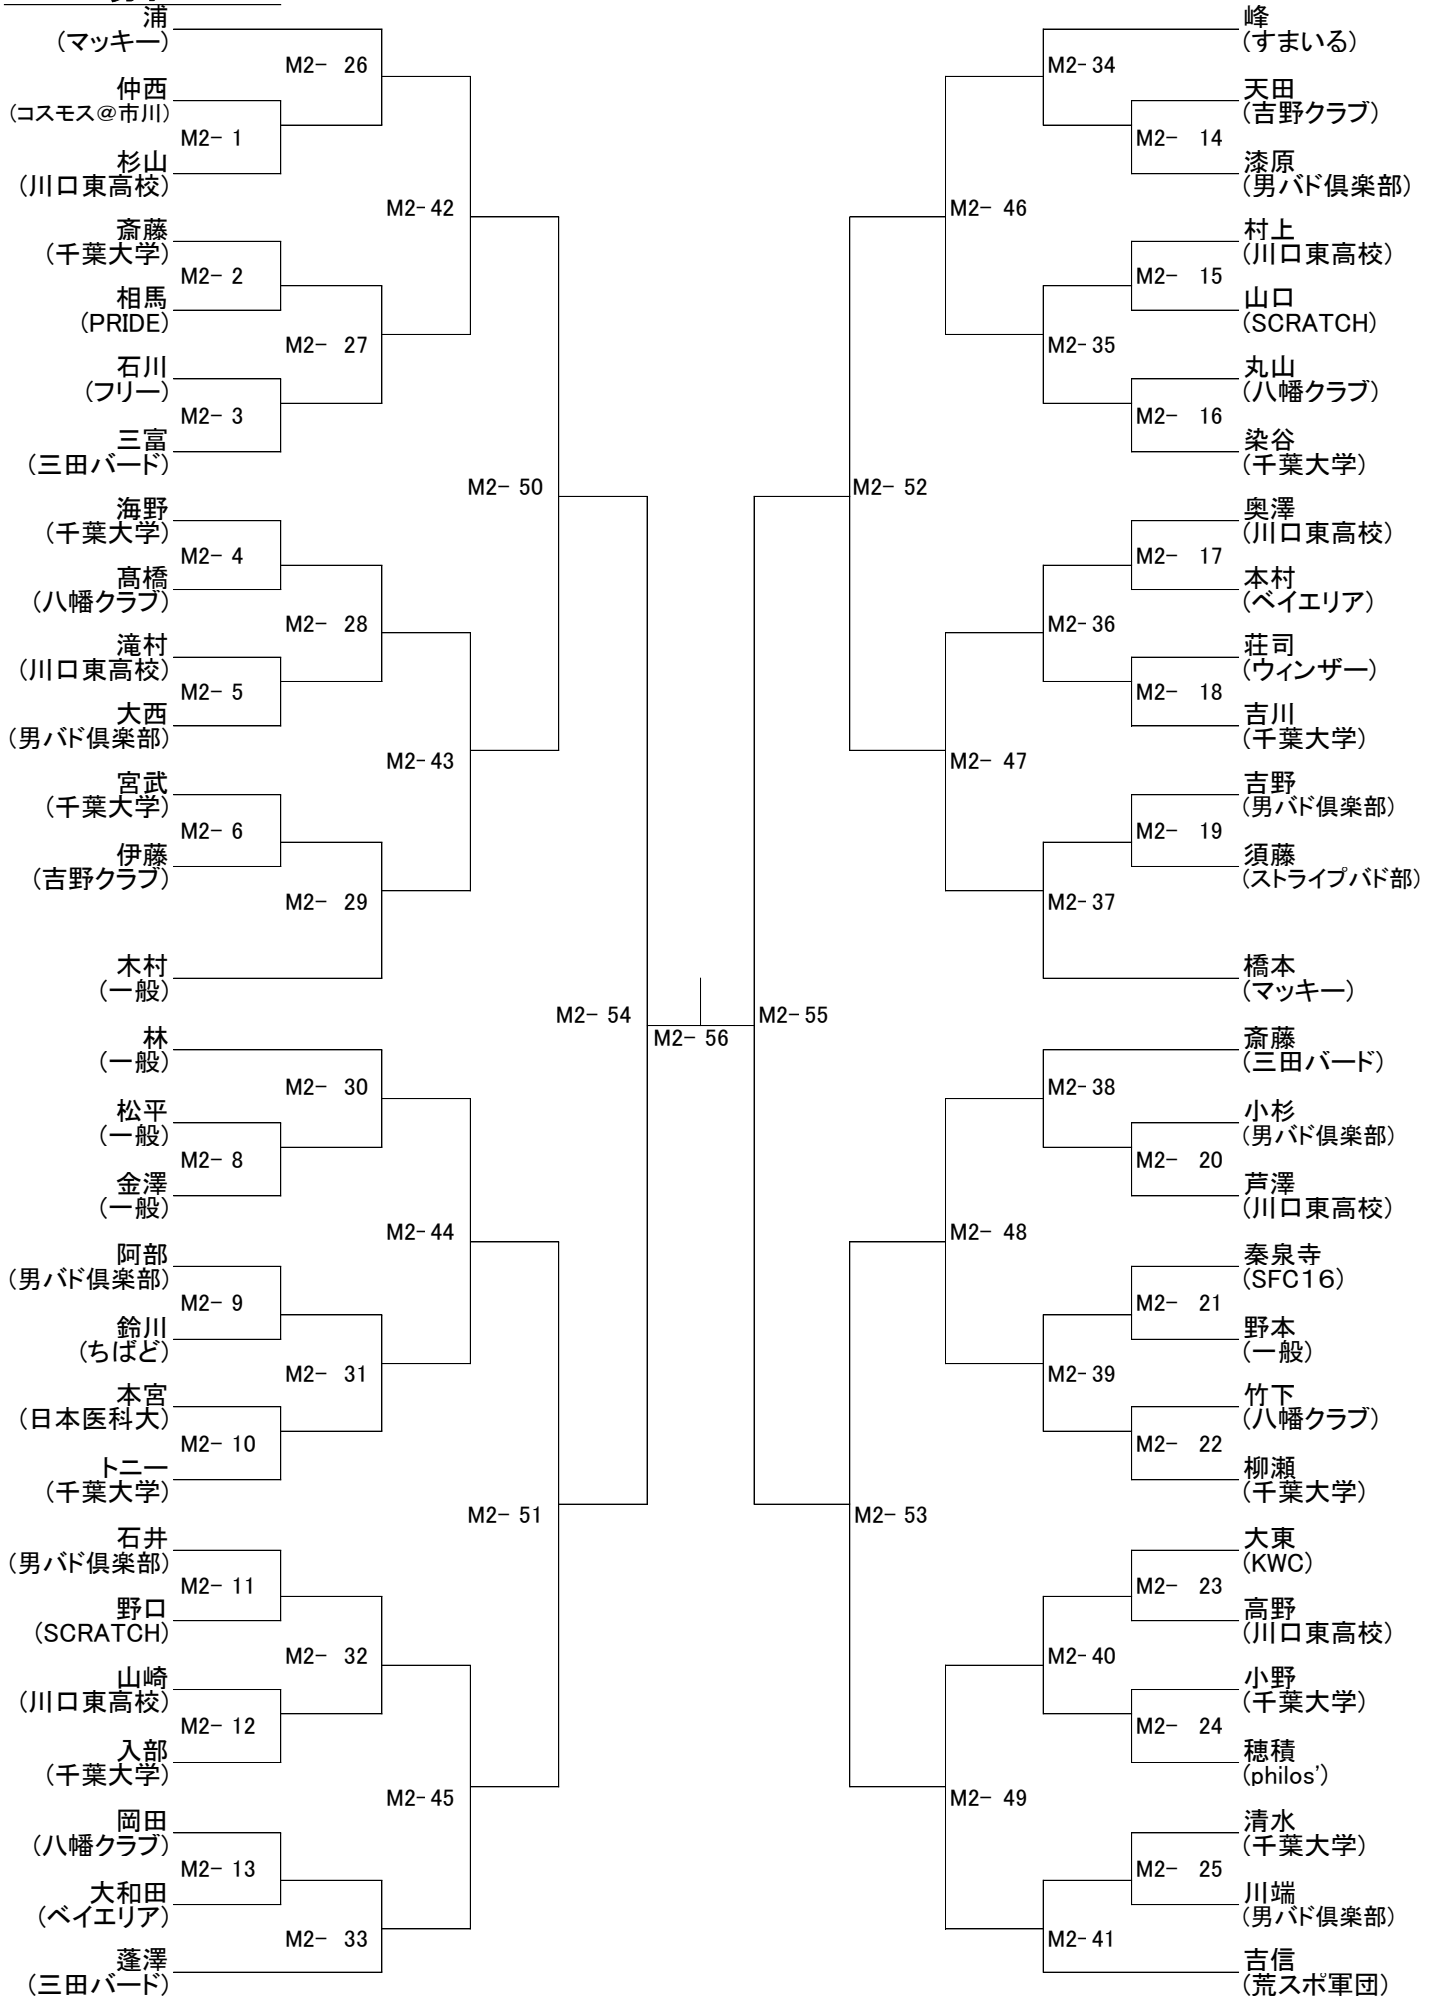 浦
(マッキー)
M2- 26
仲西
(コスモス@市川)
M2- 1
杉山
(川口東高校)
M2-42
斎藤
(千葉大学)
M2- 2
相馬
(PRIDE)
M2- 27
石川
(フリー)
M2- 3
三富
(三田バード)
M2- 50
海野
(千葉大学)
M2- 4
髙橋
(八幡クラブ)
M2- 28
滝村
(川口東高校)
M2- 5
大西
(男バド倶楽部)
M2-43
宮武
(千葉大学)
M2- 6
伊藤
(吉野クラブ)
M2- 29
木村
(一般)
M2- 54
林
(一般)
M2- 30
松平
(一般)
M2- 8
金澤
(一般)
M2-44
阿部
(男バド倶楽部)
M2- 9
鈴川
(ちばど)
M2- 31
本宮
(日本医科大)
M2- 10
トニー
(千葉大学)
M2- 51
石井
(男バド倶楽部)
M2- 11
野口
(SCRATCH)
M2- 32
山崎
(川口東高校)
M2- 12
入部
(千葉大学)
M2-45
岡田
(八幡クラブ)
M2- 13
大和田
(ベイエリア)
M2- 33
蓬澤
(三田バード)
M2- 56
峰
(すまいる)
M2-34
天田
(吉野クラブ)
M2- 14
漆原
(男バド倶楽部)
M2- 46
村上
(川口東高校)
M2- 15
山口
(SCRATCH)
M2-35
丸山
(八幡クラブ)
M2- 16
染谷
(千葉大学)
M2- 52
奥澤
(川口東高校)
M2- 17
本村
(ベイエリア)
M2-36
荘司
(ウィンザー)
M2- 18
吉川
(千葉大学)
M2- 47
吉野
(男バド倶楽部)
M2- 19
須藤
(ストライプバド部)
M2-37
橋本
(マッキー)
M2- 55
斎藤
(三田バード)
M2-38
小杉
(男バド倶楽部)
M2- 20
芦澤
(川口東高校)
M2- 48
秦泉寺
(SFC16)
M2- 21
野本
(一般)
M2-39
竹下
(八幡クラブ)
M2- 22
柳瀬
(千葉大学)
M2- 53
大東
(KWC)
M2- 23
高野
(川口東高校)
M2-40
小野
(千葉大学)
M2- 24
穂積
(philos')
M2- 49
清水
(千葉大学)
M2- 25
川端
(男バド倶楽部)
M2-41
吉信
(荒スポ軍団)